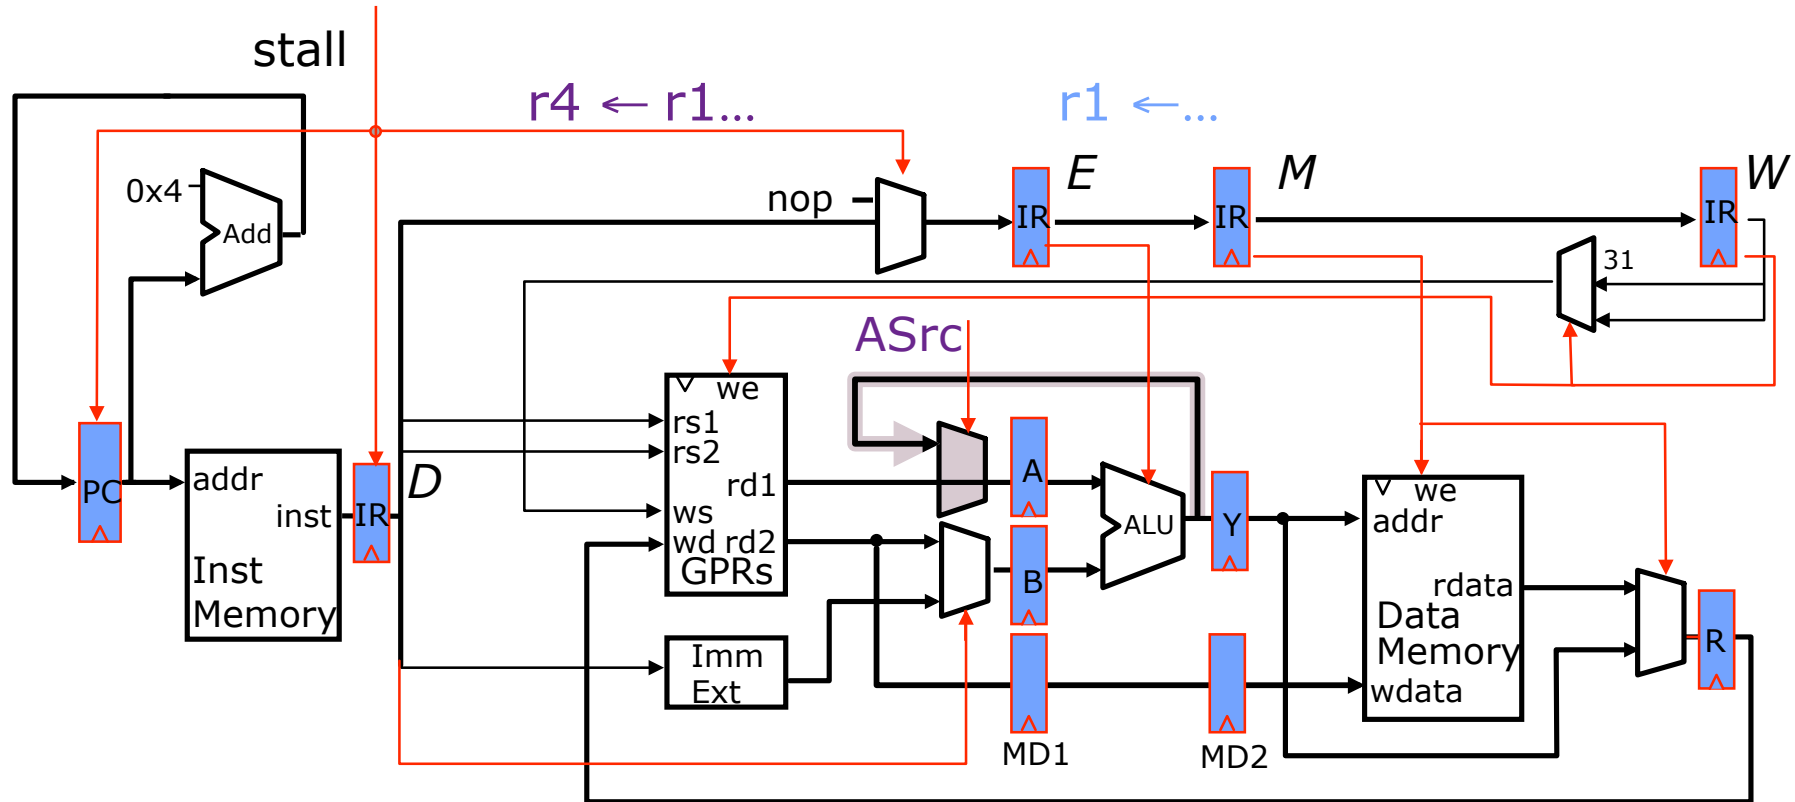 stall
r4 ← r1...
r1 ← ...
E
M
W
0x4
Add
nop
IR
IR
IR
31
ASrc
we
rs1
rs2
rd1
ws
wd rd2
GPRs
PC
addr
inst
Inst
Memory
IR
D
A
B
ALU
Y
we
addr
rdata
Data
Memory
wdata
R
Imm
Ext
MD1
MD2